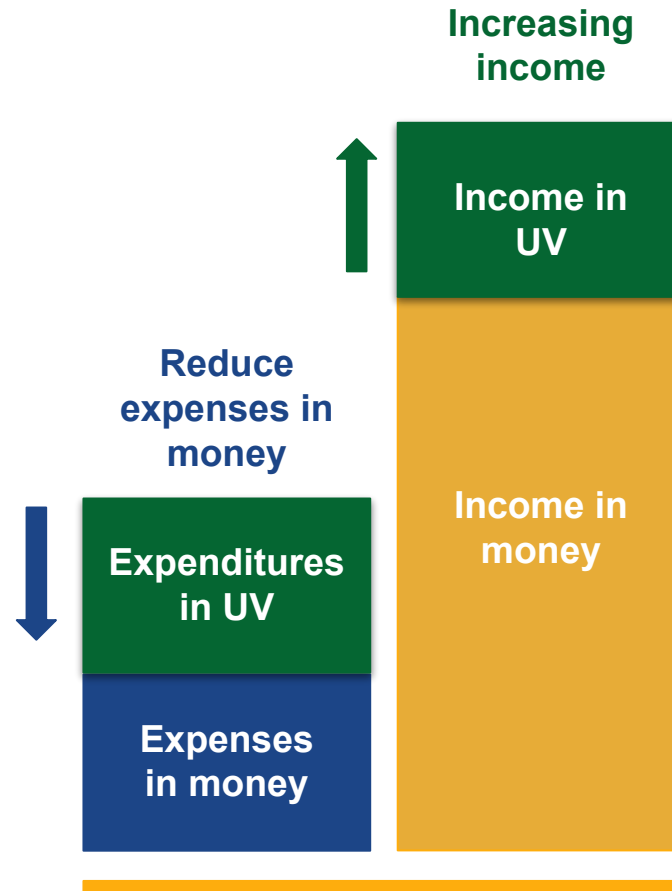 Increasing
income
Income in
UV
Reduce
expenses in
money
Income in
money
Expenditures
in UV
Expenses
in money